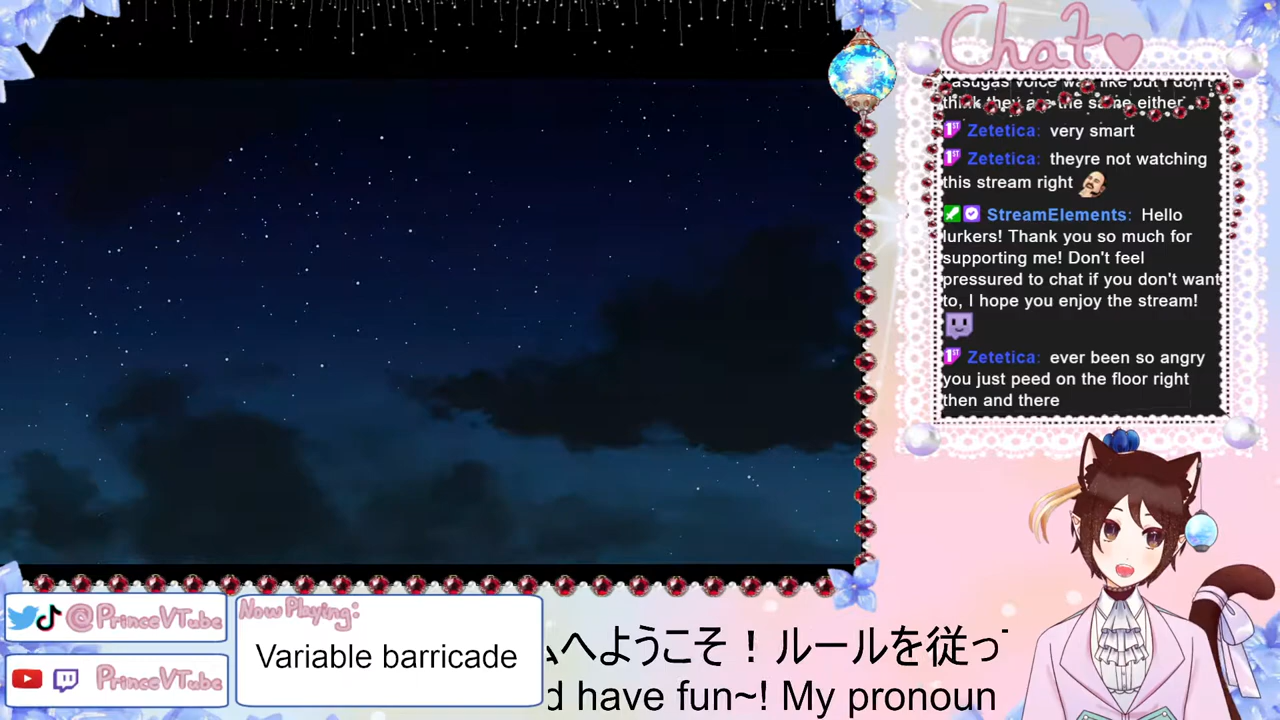 Chat
think they are the same either
Zetetica: very smart
Zetetica: theyre not watching
this stream right
StreamElements: Hello
lurkers! Thank you so much for
supporting me! Don't feel
pressured to chat if you don't want
to, I hope you enjoy the stream!
Zetetica: ever been so angry
you just peed on the floor right
then and there
@PrinceVTube
PrinceVTube
Now Playing:
Variable barricade
ムへようこそ！ルールを従っ
d have fun~! My pronoun